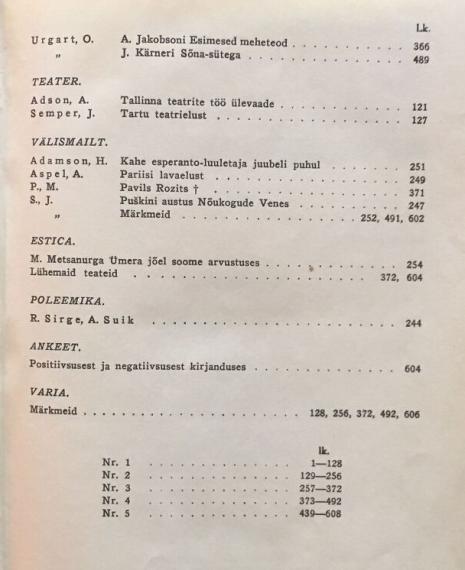 Lk.
Urgart, O. A. Jakobsoni Esimesed meheteod . . . . . . . . . . 366
„ J. Kärneri Sõna-sütega . . . . . . . . . . . . . 489
TEATER.
Adson, A. Tallinna teatrite töö ülevaade . . . . . . . . . . . 121
Semper, J. Tartu teatrielust . . . . . . . . . . . . . . . . 127
VÄLISMAILT.
Adamson, H. Kahe esperanto-luuletaja juubeli puhul . . . . . . . 251
Aspel, A. Pariisi lavaelust . . . . . . . . . . . . . . . . 249
P., M. Pavils Rozits † . . . . . . . . . . . . . . . . 371
S., J. Puškini austus Nõukogude Venes . . . . . . . . . . 247
„ Märkmeid . . . . . . . . . . . . . . . . 252, 491, 602
ESTICA.
M. Metsanurga Ümera jõel soome arvustuses . . . . . . . . . . . . 254
Lühemaid teateid . . . . . . . . . . . . . . . . . . . 372, 604
POLEEMIKA.
R. Sirge, A. Suik . . . . . . . . . . . . . . . . . . . . 244
ANKEET.
Positiivsusest ja negatiivsusest kirjanduses . . . . . . . . . . . . 604
VARIA.
Märkmeid . . . . . . . . . . . . . . . . . . . . 128, 256, 372, 492, 606
lk.
Nr. 1 . . . . . . . . . . . . 1—128
Nr. 2 . . . . . . . . . . . . 129—256
Nr. 3 . . . . . . . . . . . . 257—372
Nr. 4 . . . . . . . . . . . . 373—492
Nr. 5 . . . . . . . . . . . . 439—608